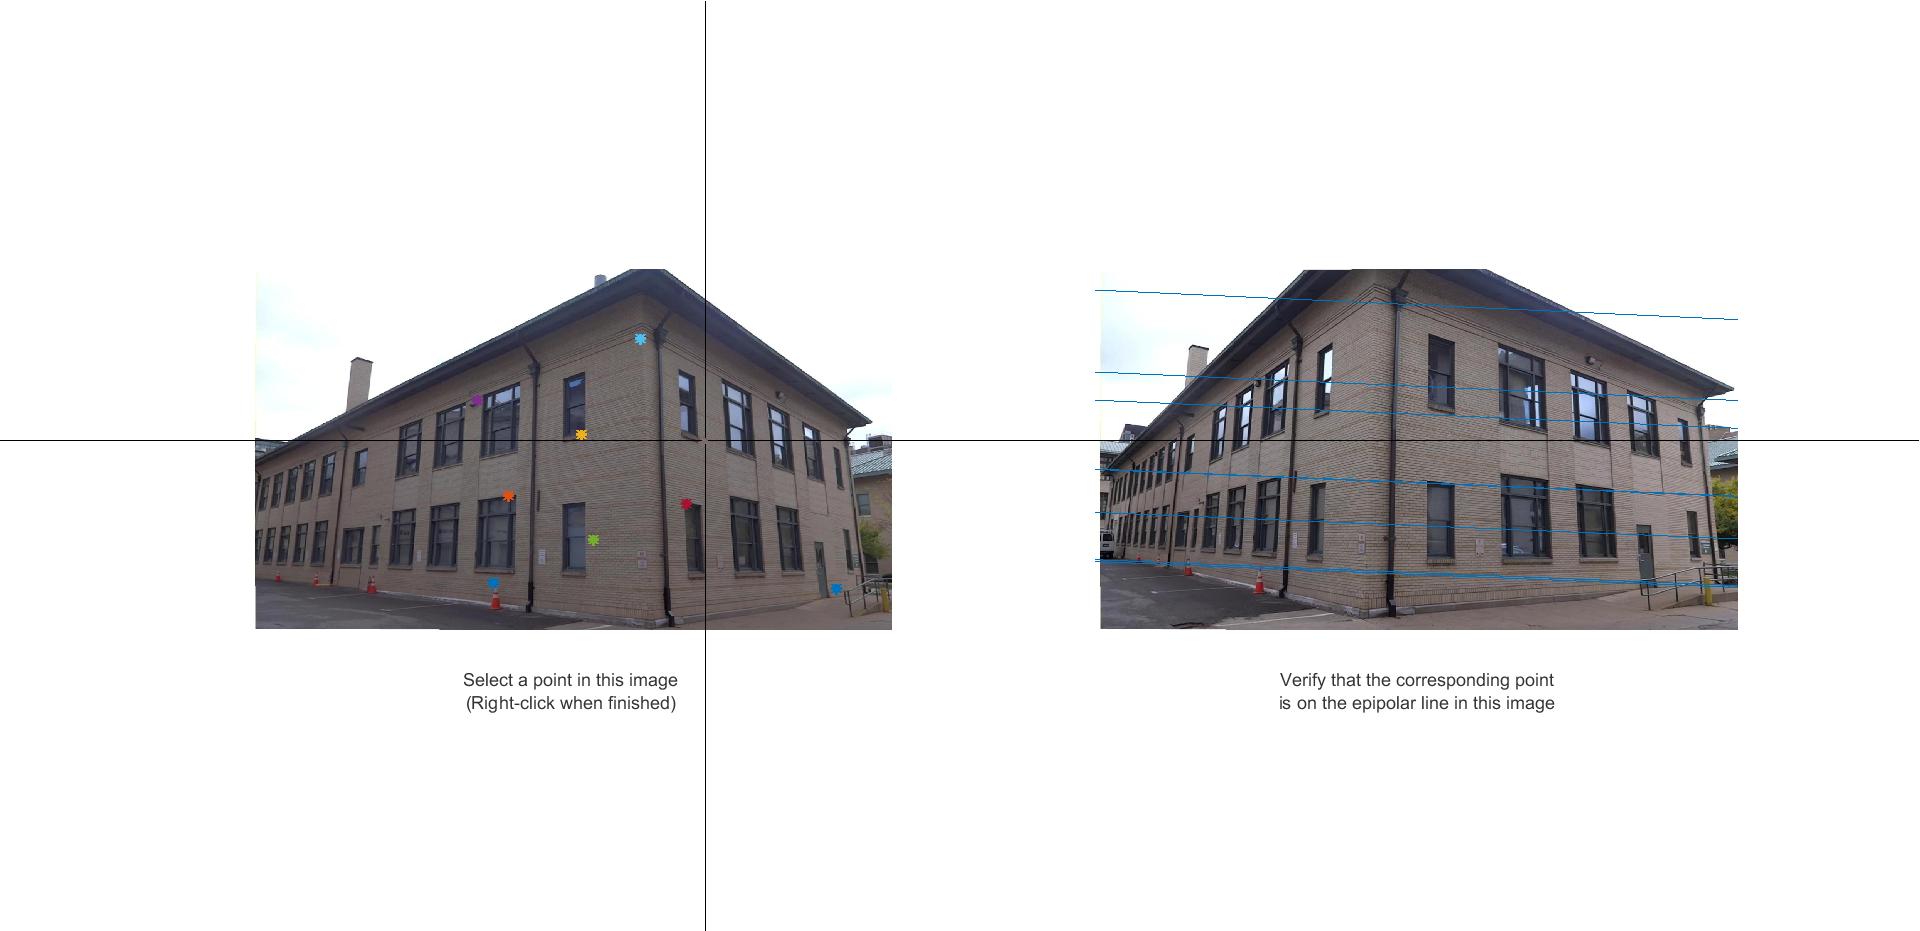 Select a point in this image
(Right-click when finished)
Verify that the corresponding point
is on the epipolar line in this image